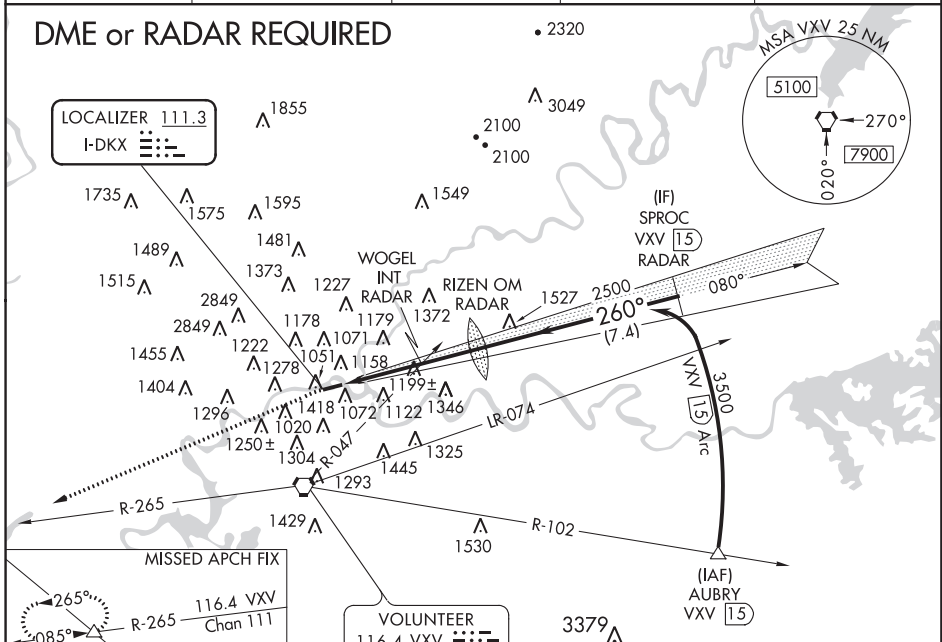 DME or RADAR REQUIRED
2320
MSA VXV 25 NM
5100
270°
7900
020°
LOCALIZER 111.3
I-DKX
1855
3049
2100
2100
1735
1575
1595
1549
(IF)
SPROC
VXV 15
RADAR
1489
1481
WOGEL
INT
RADAR
RIZEN OM
RADAR
1515
1373
1227
1372
1527
2500
080°
260°
(7.4)
2849
2849
1178
1179
1071
1222
1051
1158
1455
1278
1199±
1404
1296
1418
1072
1122
1346
LR-074
VXV 15 Arc
3500
1020
1250±
R-047
1304
1325
1445
1293
R-265
1429
R-102
1530
MISSED APCH FIX
(IAF)
AUBRY
VXV 15
265°
116.4 VXV
R-265
Chan 111
085°
VOLUNTEER
116.4 VXV
3379